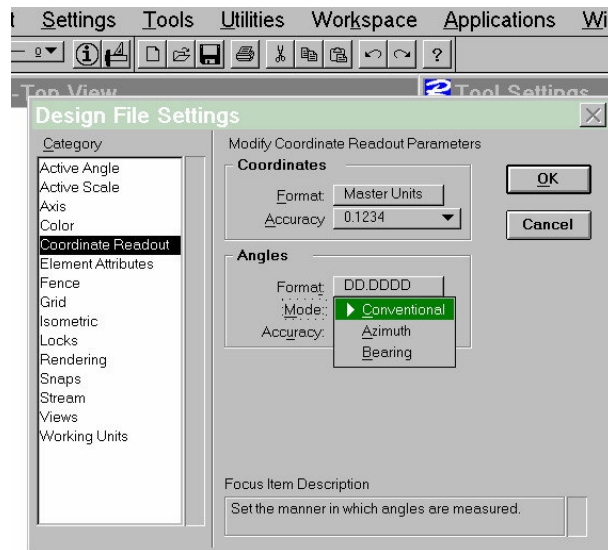 Settings Tools Utilities Workspace Applications Wi
?
-Top View
Tool Settings
Design File Settings
Category
Active Angle
Active Scale
Axis
Color
Coordinate Readout
Element Attributes
Fence
Grid
Isometric
Locks
Rendering
Snaps
Stream
Views
Working Units
Modify Coordinate Readout Parameters
Coordinates
Format: Master Units
Accuracy 0.1234
Angles
Format: DD.DDDD
Mode:
Accuracy:
Conventional
Azimuth
Bearing
OK
Cancel
Focus Item Description
Set the manner in which angles are measured.